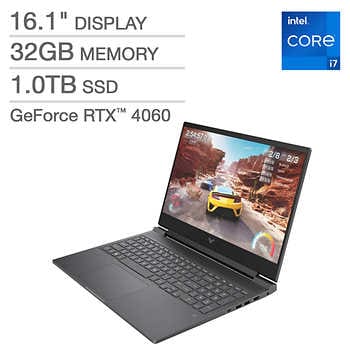 16.1" DISPLAY
32GB MEMORY
1.0TB SSD
GeForce RTX™ 4060
intel
CORE
i7